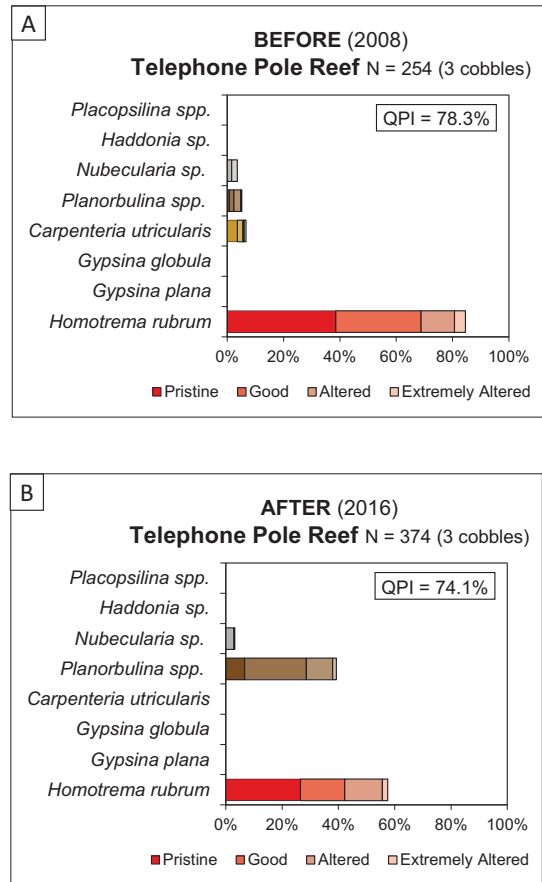 A
BEFORE (2008)
Telephone Pole Reef N = 254 (3 cobbles)
QPI = 78.3%
Placopsilina spp.
Haddonia sp.
Nubecularia sp.
Planorbulina spp.
Carpenteria utricularis
Gypsina globula
Gypsina plana
Homotrema rubrum
0% 20% 40% 60% 80% 100%
Pristine Good Altered Extremely Altered
B
AFTER (2016)
Telephone Pole Reef N = 374 (3 cobbles)
QPI = 74.1%
Placopsilina spp.
Haddonia sp.
Nubecularia sp.
Planorbulina spp.
Carpenteria utricularis
Gypsina globula
Gypsina plana
Homotrema rubrum
0% 20% 40% 60% 80% 100%
Pristine Good Altered Extremely Altered